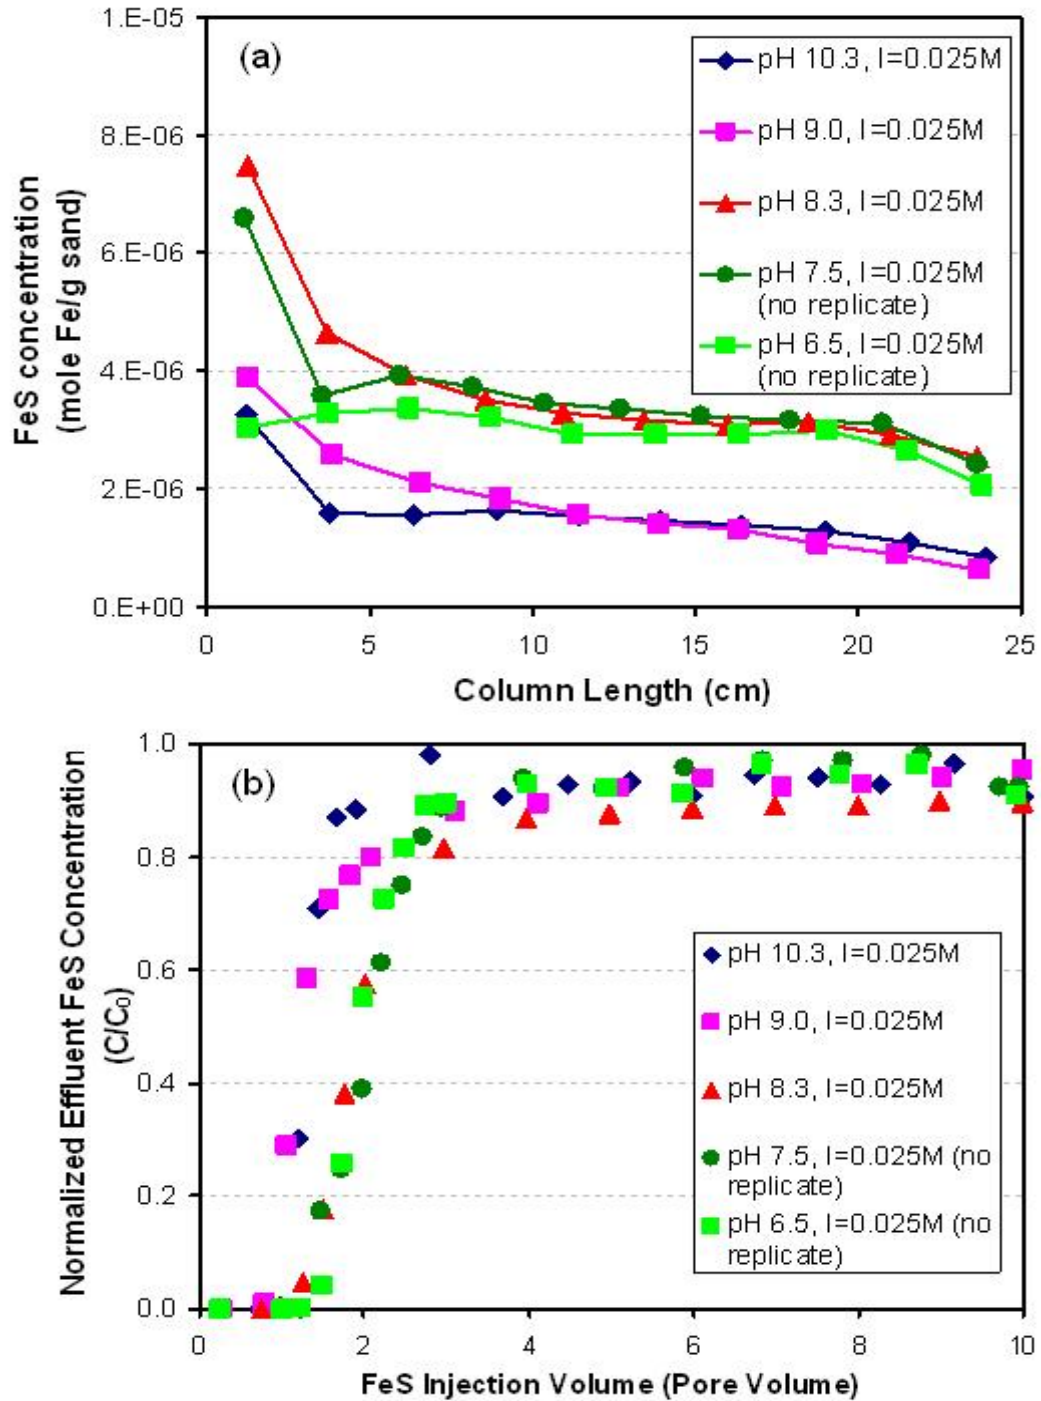 (a)
FeS concentration
(mole Fe/g sand)
1.E-05
8.E-06
6.E-06
4.E-06
2.E-06
0.E+00
pH 10.3, I=0.025M
pH 9.0, I=0.025M
pH 8.3, I=0.025M
pH 7.5, I=0.025M
(no replicate)
pH 6.5, I=0.025M
(no replicate)
0 5 10 15 20 25
Column Length (cm)
(b)
Normalized Effluent FeS Concentration
(C/C₀)
1.0
0.8
0.6
0.4
0.2
0.0
pH 10.3, I=0.025M
pH 9.0, I=0.025M
pH 8.3, I=0.025M
pH 7.5, I=0.025M (no
replicate)
pH 6.5, I=0.025M (no
replicate)
0 2 4 6 8 10
FeS Injection Volume (Pore Volume)